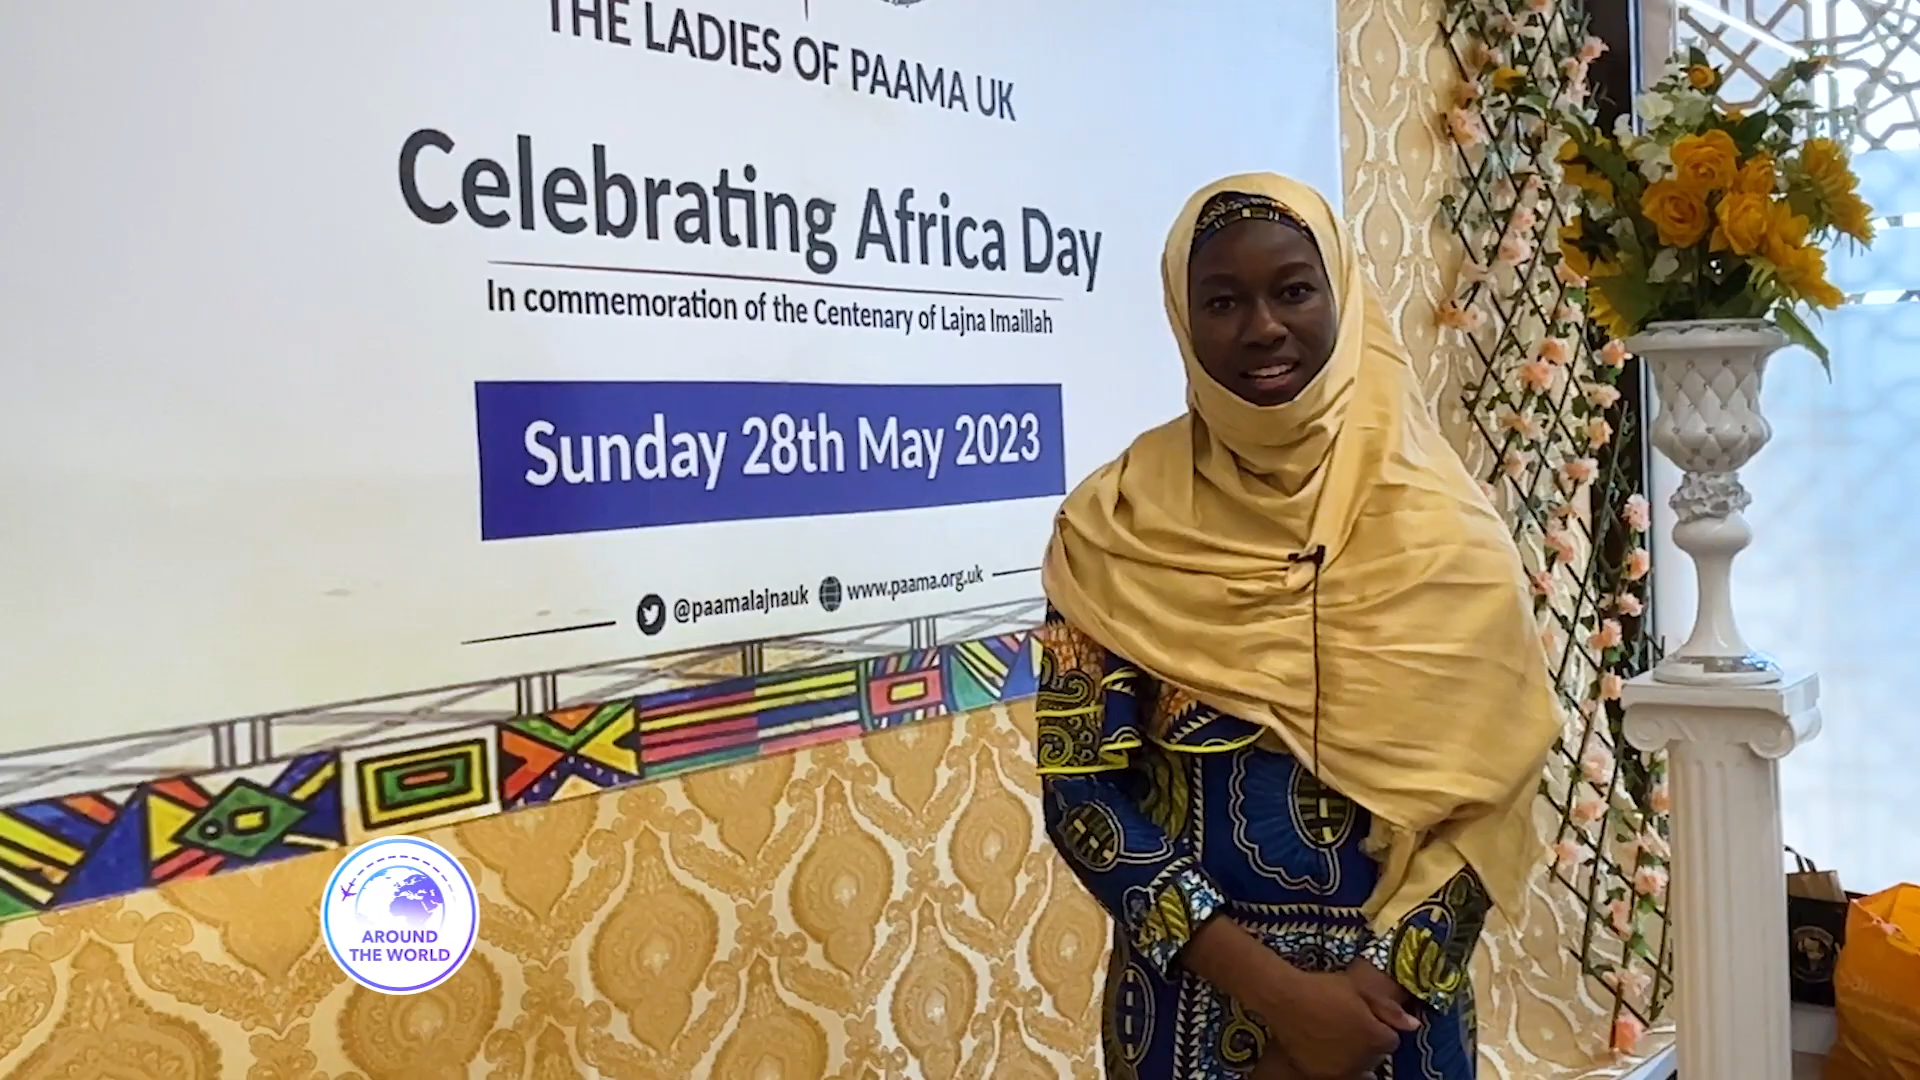 THE LADIES OF PAAMA UK
Celebrating Africa Day
In commemoration of the Centenary of Lajna Imaillah
Sunday 28th May 2023
@paamalajnauk www.paama.org.uk
AROUND
THE WORLD